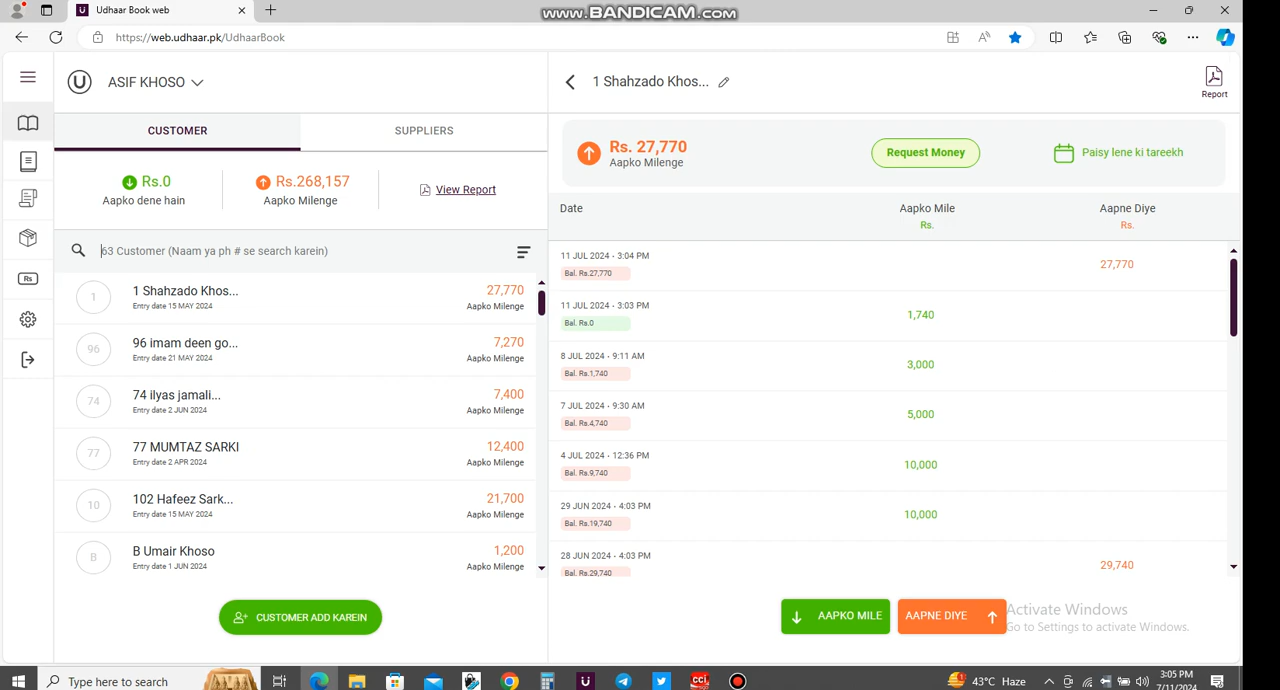 Udhaar Book web
www.BANDICAM.com
https://web.udhaar.pk/UdhaarBook
ASIF KHOSO
CUSTOMER
SUPPLIERS
Rs.0
Aapko dene hain
Rs.268,157
Aapko Milenge
View Report
63 Customer (Naam ya ph # se search karein)
1
1 Shahzado Khos...
Entry date 15 MAY 2024
27,770
Aapko Milenge
96
96 imam deen go...
Entry date 21 MAY 2024
7,270
Aapko Milenge
74
74 ilyas jamali...
Entry date 2 JUN 2024
7,400
Aapko Milenge
77
77 MUMTAZ SARKI
Entry date 2 APR 2024
12,400
Aapko Milenge
10
102 Hafeez Sark...
Entry date 15 MAY 2024
21,700
Aapko Milenge
B
B Umair Khoso
Entry date 1 JUN 2024
1,200
Aapko Milenge
CUSTOMER ADD KAREIN
Rs
1 Shahzado Khos...
Report
Rs. 27,770
Aapko Milenge
Request Money
Paisy lene ki tareekh
Date
Aapko Mile
Rs.
Aapne Diye
Rs.
11 JUL 2024 - 3:04 PM
Bal. Rs.27,770
27,770
11 JUL 2024 - 3:03 PM
Bal. Rs.0
1,740
8 JUL 2024 - 9:11 AM
Bal. Rs.1,740
3,000
7 JUL 2024 - 9:30 AM
Bal. Rs.4,740
5,000
4 JUL 2024 - 12:36 PM
Bal. Rs.9,740
10,000
29 JUN 2024 - 4:03 PM
Bal. Rs.19,740
10,000
28 JUN 2024 - 4:03 PM
Bal. Rs.29,740
29,740
AAPKO MILE
AAPNE DIYE
Activate Windows
Go to Settings to activate Windows.
Type here to search
CCI
43°C Haze
3:05 PM
7/11/2024